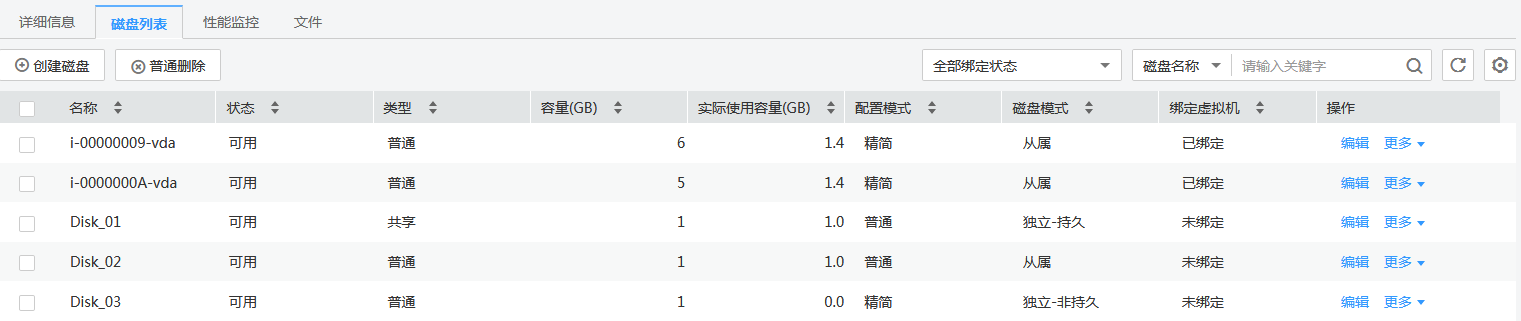 详细信息 磁盘列表 性能监控 文件
创建磁盘 普通删除 全部绑定状态 磁盘名称 请输入关键字
名称 状态 类型 容量(GB) 实际使用容量(GB) 配置模式 磁盘模式 绑定虚拟机 操作
i-00000009-vda 可用 普通 6 1.4 精简 从属 已绑定 编辑 更多
i-0000000A-vda 可用 普通 5 1.4 精简 从属 已绑定 编辑 更多
Disk_01 可用 共享 1 1.0 普通 独立-持久 未绑定 编辑 更多
Disk_02 可用 普通 1 1.0 普通 从属 未绑定 编辑 更多
Disk_03 可用 普通 1 0.0 精简 独立-非持久 未绑定 编辑 更多